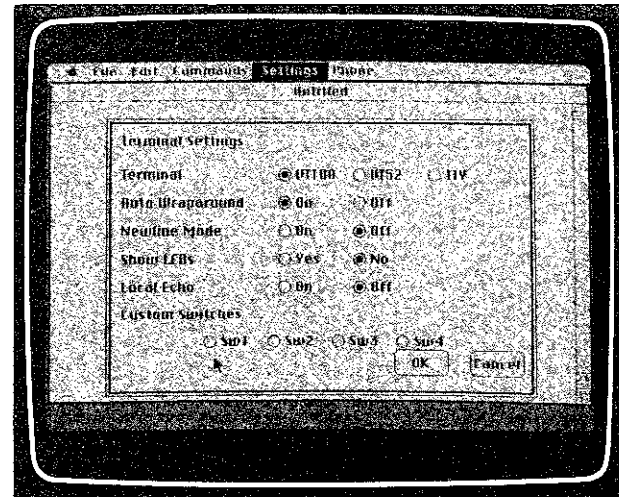 File Edit Commands Settings Phone
Untitled
Terminal Settings
Terminal VT100 VT52 TTY
Auto Wraparound On Off
Newline Mode On Off
Show LEDs Yes No
Local Echo On Off
Custom Switches
Sw1 Sw2 Sw3 Sw4
OK Cancel